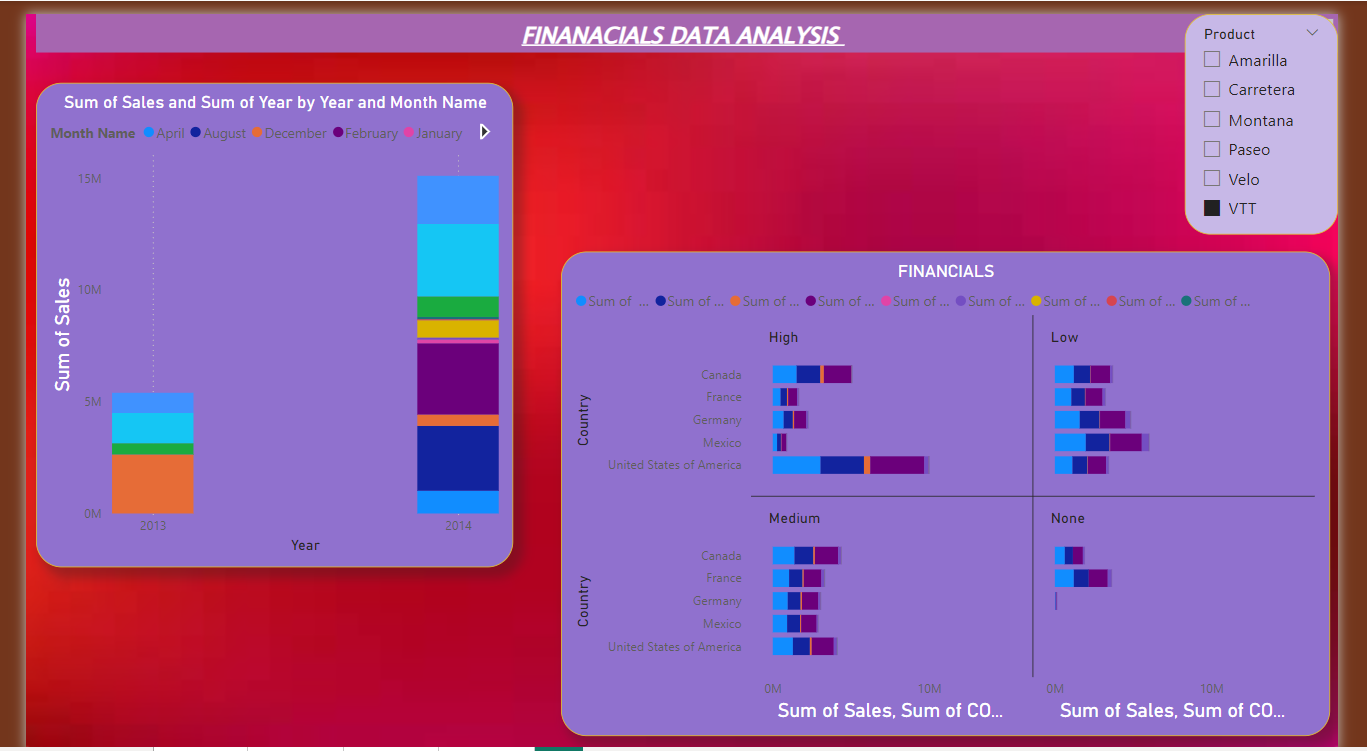 FINANACIALS DATA ANALYSIS
Product
Amarilla
Carretera
Montana
Paseo
Velo
VTT
Sum of Sales and Sum of Year by Year and Month Name
Month Name April August December February January
15M
10M
5M
0M
Sum of Sales
2013 2014
Year
FINANCIALS
Sum of ... Sum of ... Sum of ... Sum of ... Sum of ... Sum of ... Sum of ... Sum of ... Sum of ...
High Low
Country
Canada
France
Germany
Mexico
United States of America
Medium None
Country
Canada
France
Germany
Mexico
United States of America
0M 10M 0M 10M
Sum of Sales, Sum of CO... Sum of Sales, Sum of CO...